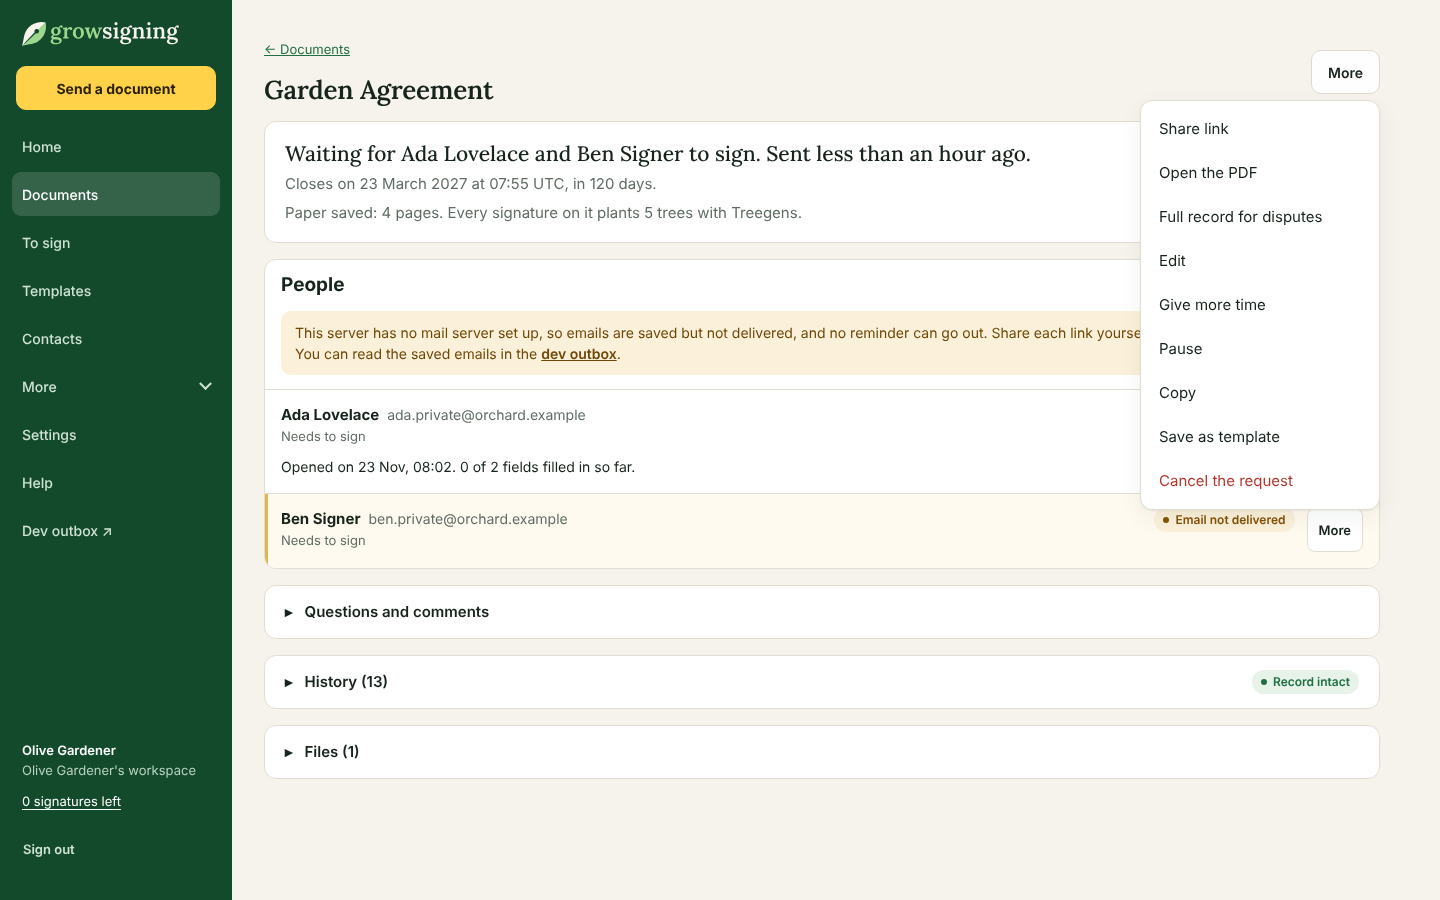 growsigning
Send a document
Home
Documents
To sign
Templates
Contacts
More
Settings
Help
Dev outbox ↗
Olive Gardener
Olive Gardener's workspace
0 signatures left
Sign out
← Documents
Garden Agreement
More
Share link
Open the PDF
Full record for disputes
Edit
Give more time
Pause
Copy
Save as template
Cancel the request
Waiting for Ada Lovelace and Ben Signer to sign. Sent less than an hour ago.
Closes on 23 March 2027 at 07:55 UTC, in 120 days.
Paper saved: 4 pages. Every signature on it plants 5 trees with Treegens.
People
This server has no mail server set up, so emails are saved but not delivered, and no reminder can go out. Share each link
You can read the saved emails in the dev outbox.
Ada Lovelace ada.private@orchard.example
Needs to sign
Opened on 23 Nov, 08:02. 0 of 2 fields filled in so far.
Ben Signer ben.private@orchard.example
Needs to sign
Email not delivered
More
Questions and comments
History (13)
Record intact
Files (1)